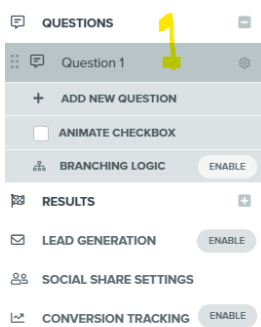 QUESTIONS
1
Question 1
ADD NEW QUESTION
ANIMATE CHECKBOX
BRANCHING LOGIC ENABLE
RESULTS
LEAD GENERATION ENABLE
SOCIAL SHARE SETTINGS
CONVERSION TRACKING ENABLE